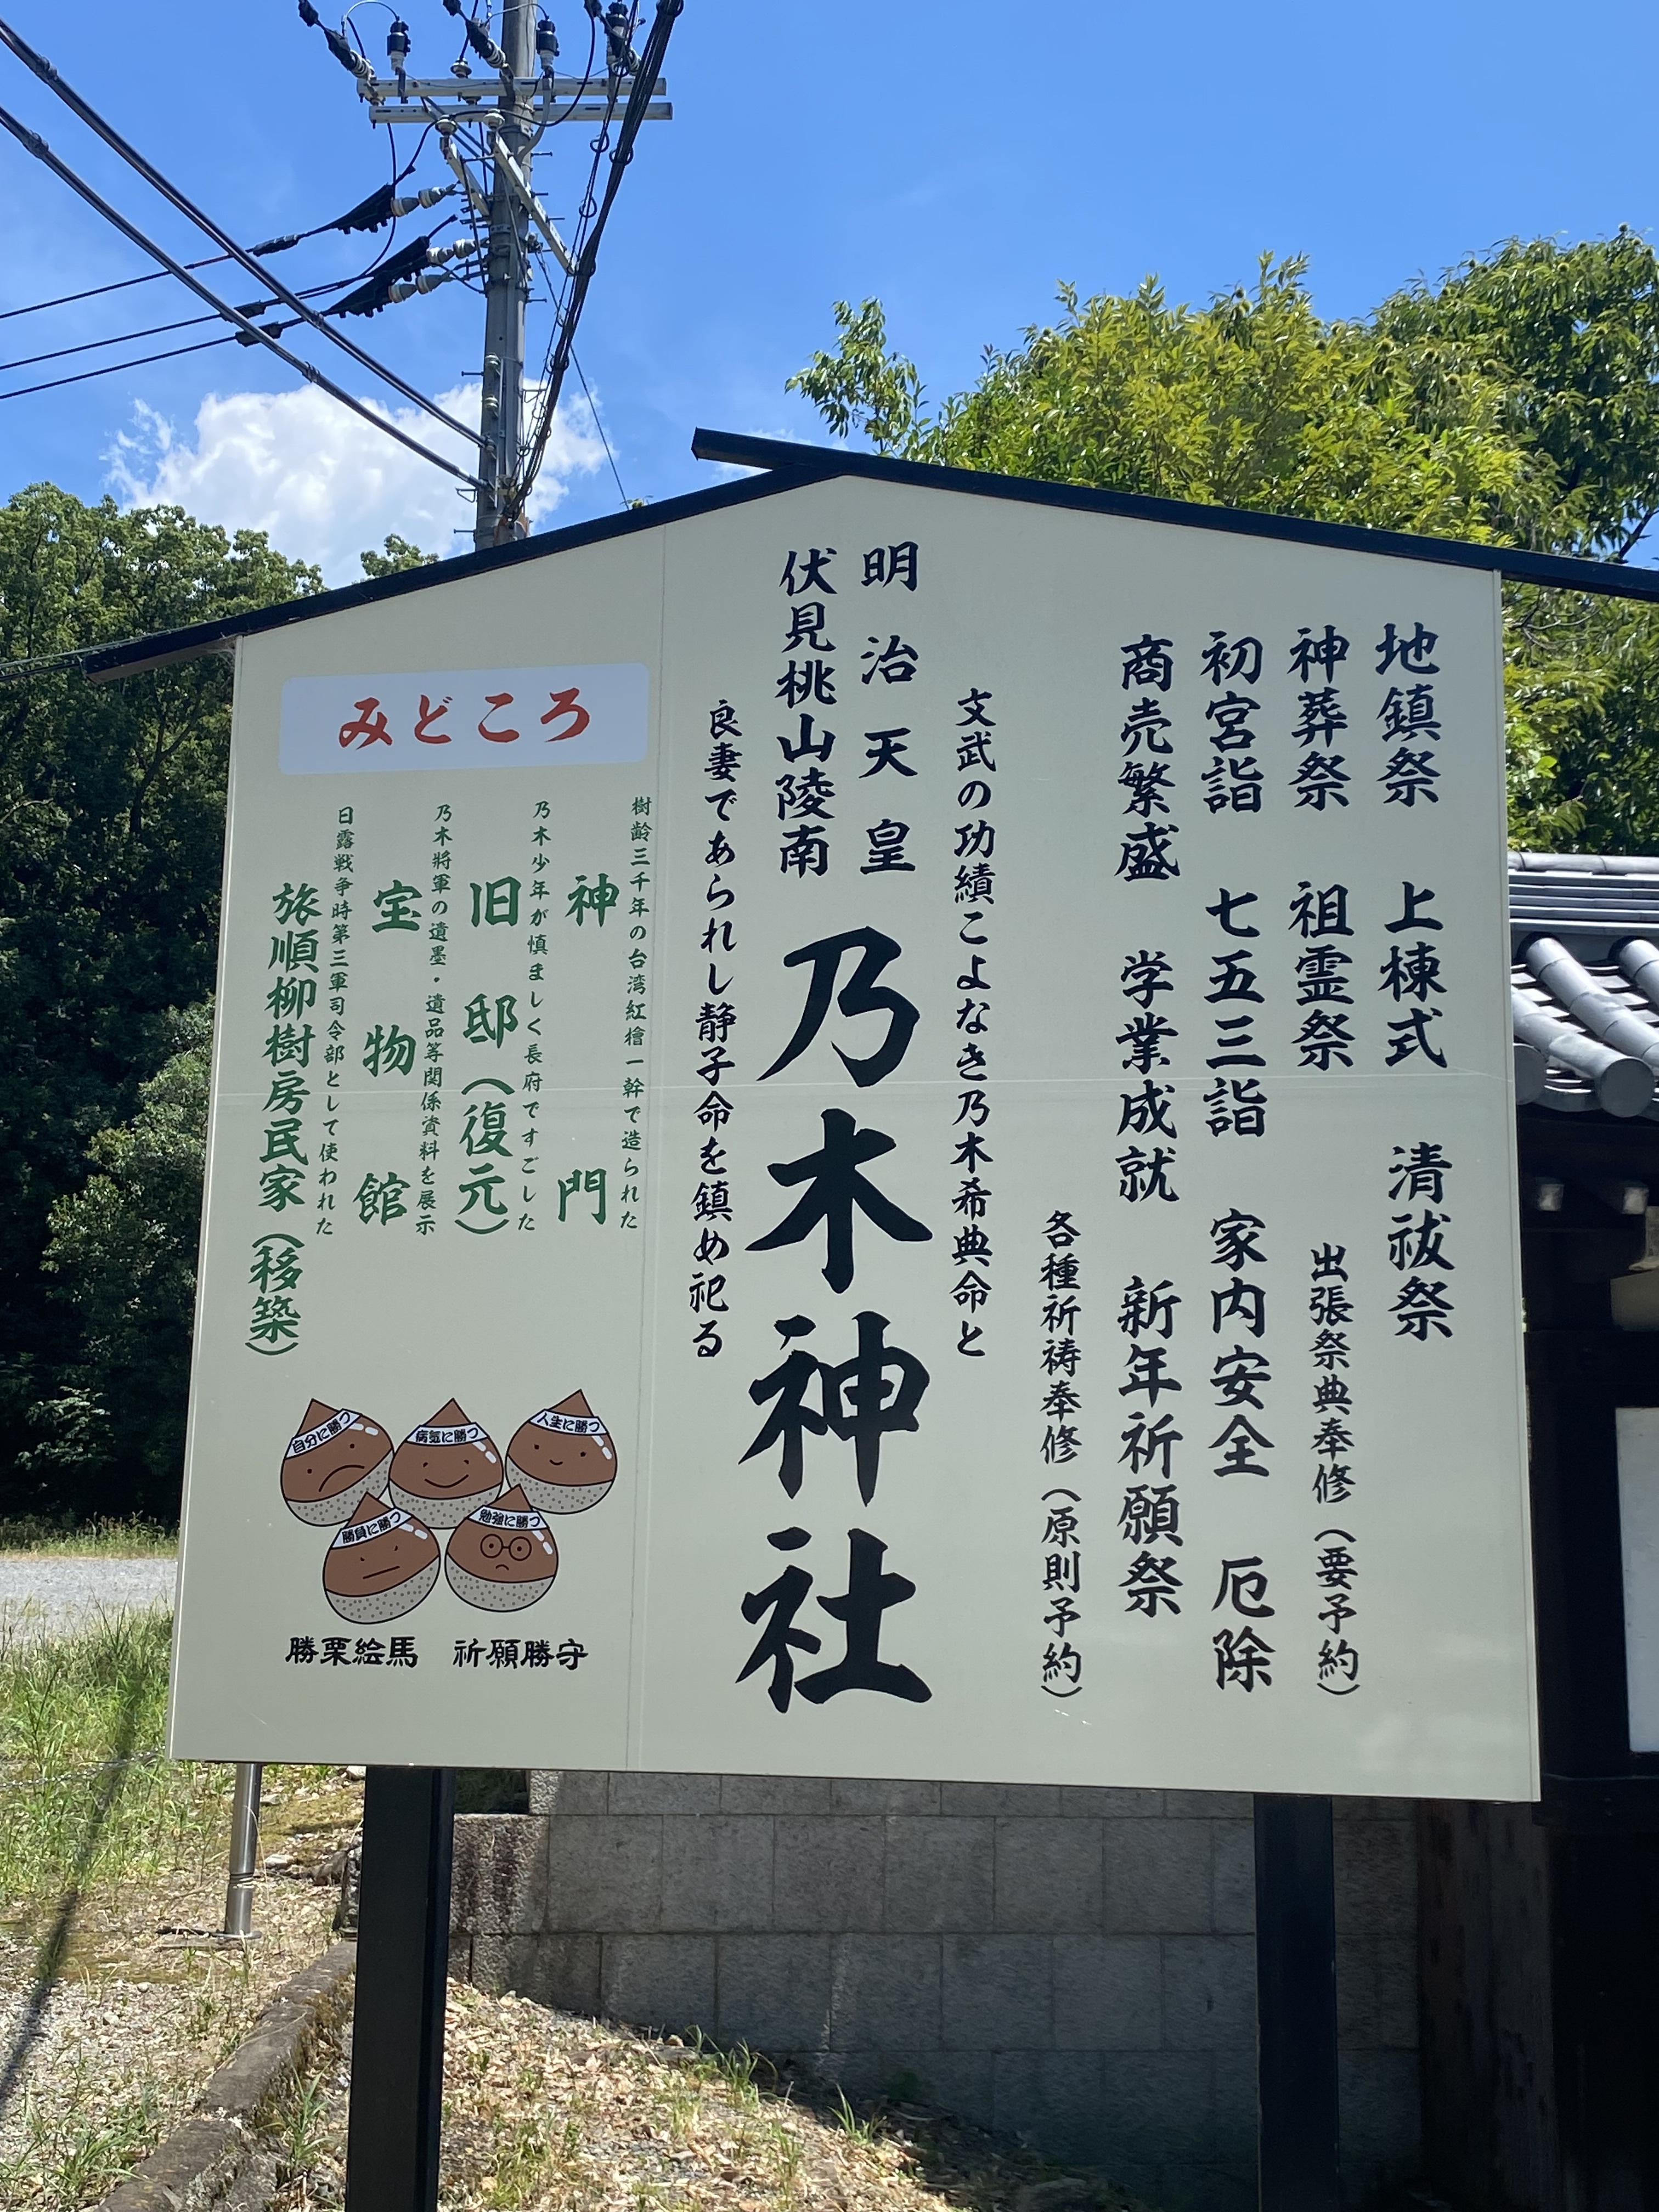 地鎮祭　上棟式　清祓祭
出張祭典奉修（要予約）
神葬祭　祖霊祭
初宮詣　七五三詣　家内安全　厄除
商売繁盛　学業成就　新年祈願祭
各種祈祷奉修（原則予約）
支武の功績こよなき乃木希典命と
明治天皇
伏見桃山陵南
乃木神社
良妻であられし静子命を鎮め祀る
みどころ
樹齢三千年の台湾紅檜一幹で造られた
神門
乃木少年が慎ましく長府ですごした
旧邸（復元）
乃木將軍の遺墨・遺品等関係資料を展示
宝物館
日露戦争時第三軍司令部として使われた
旅順柳樹房民家（移築）
自分に勝つ
病気に勝つ
人生に勝つ
勝負に勝つ
勉強に勝つ
勝栗絵馬　祈願勝守